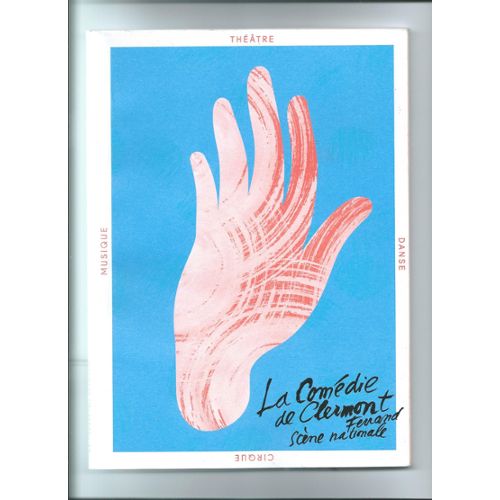 THÉÂTRE
MUSIQUE
DANSE
La Comédie
de Clermont
Ferrand
scène nationale
CIRQUE